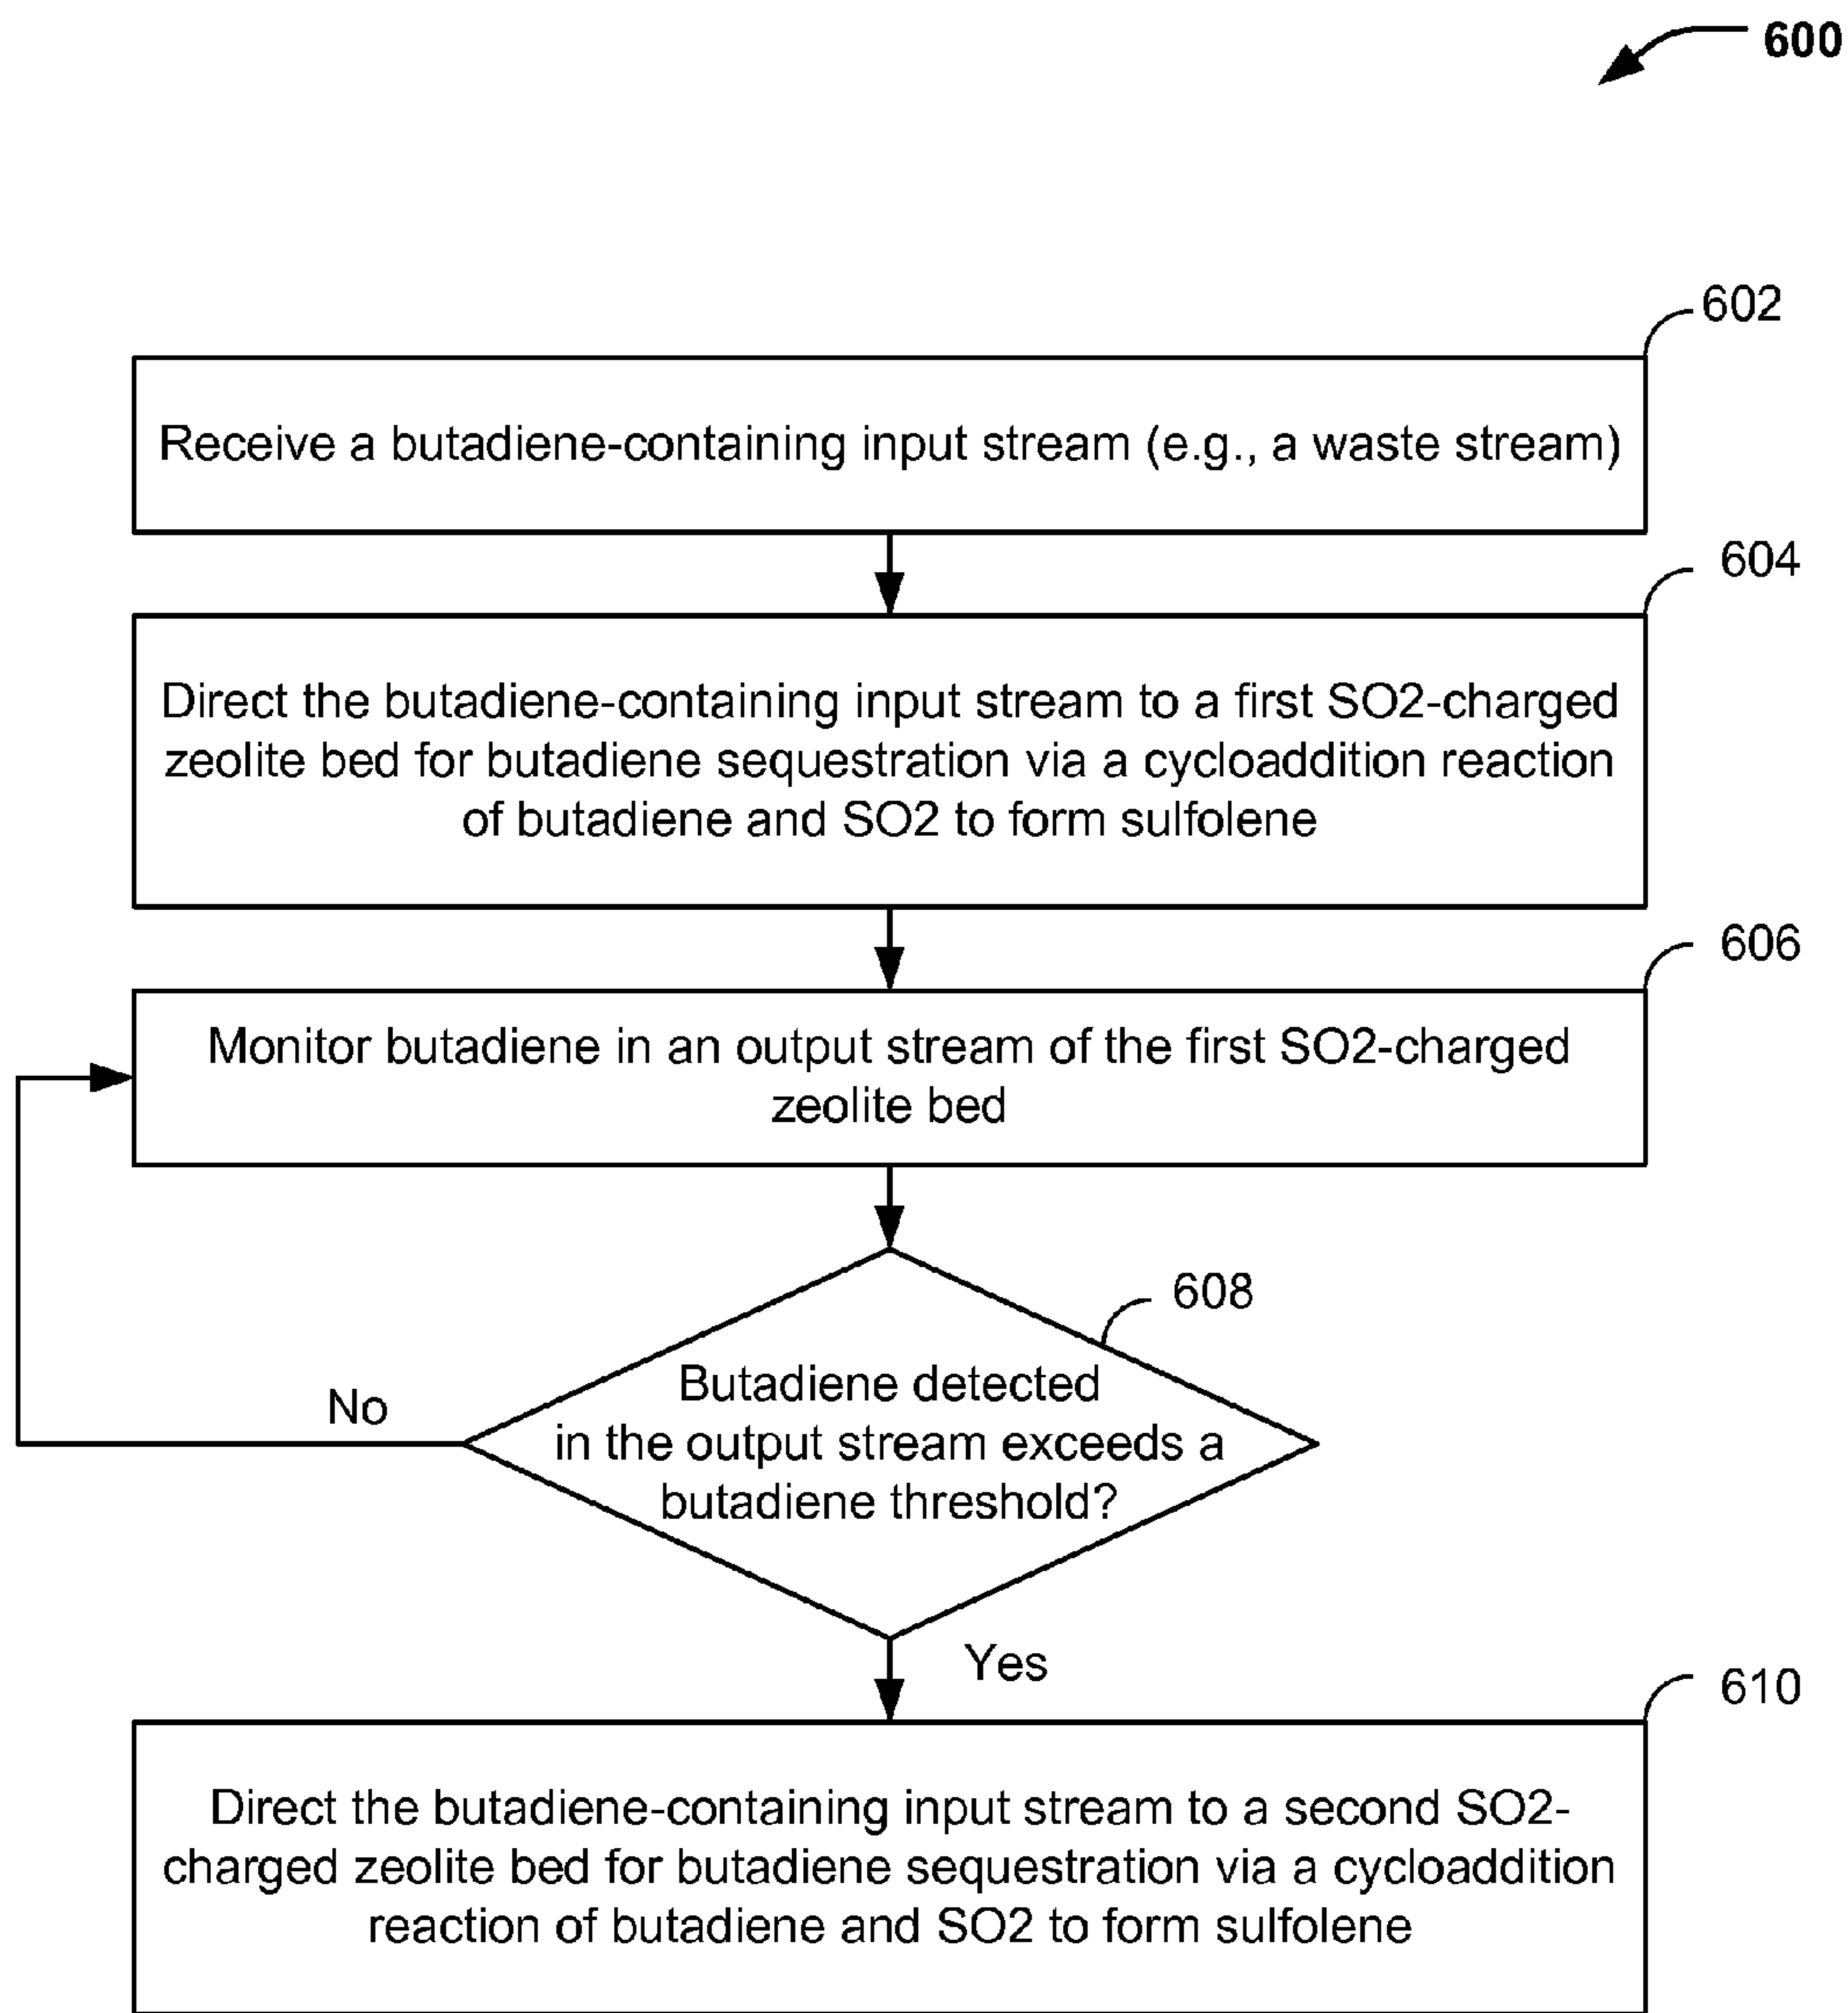 600
602
Receive a butadiene-containing input stream (e.g., a waste stream)
604
Direct the butadiene-containing input stream to a first SO2-charged
zeolite bed for butadiene sequestration via a cycloaddition reaction
of butadiene and SO2 to form sulfolene
606
Monitor butadiene in an output stream of the first SO2-charged
zeolite bed
608
Butadiene detected
in the output stream exceeds a
butadiene threshold?
No
Yes
610
Direct the butadiene-containing input stream to a second SO2-
charged zeolite bed for butadiene sequestration via a cycloaddition
reaction of butadiene and SO2 to form sulfolene